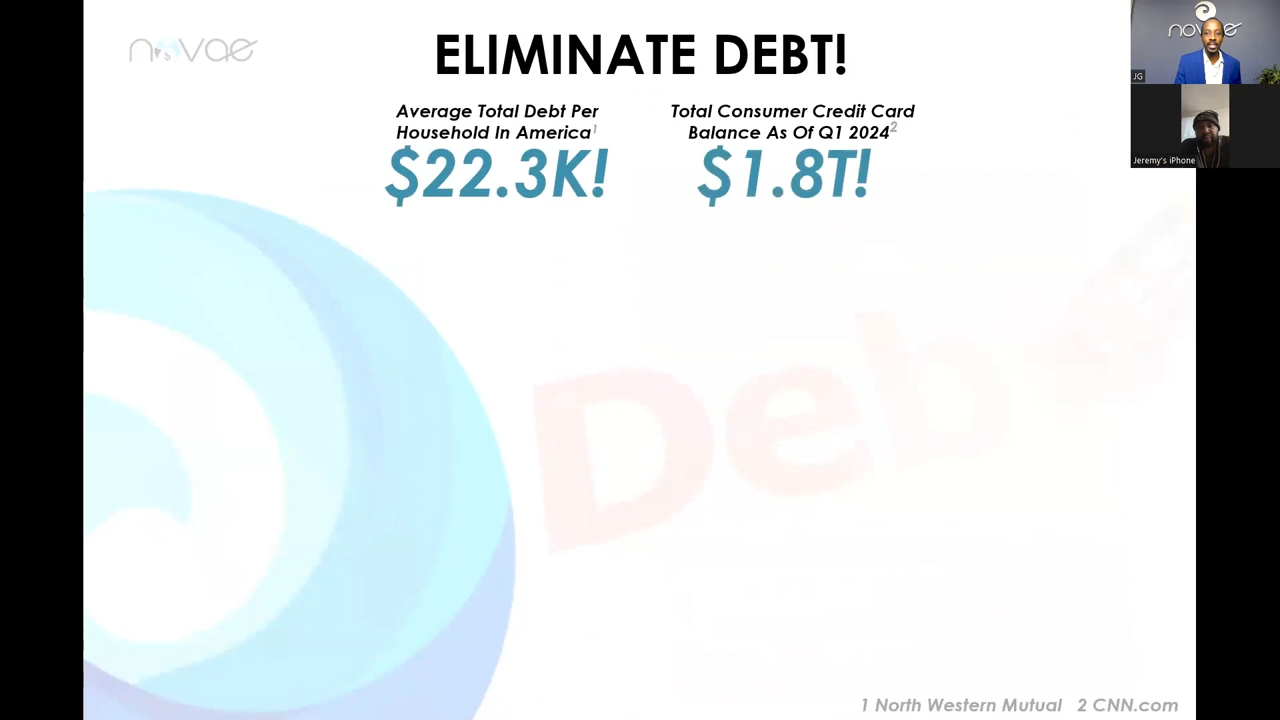 novae
ELIMINATE DEBT!
Average Total Debt Per
Household In America1
$22.3K!
Total Consumer Credit Card
Balance As Of Q1 20242
$1.8T!
Deb
1 North Western Mutual 2 CNN.com
novae
JG
Jeremy's iPhone